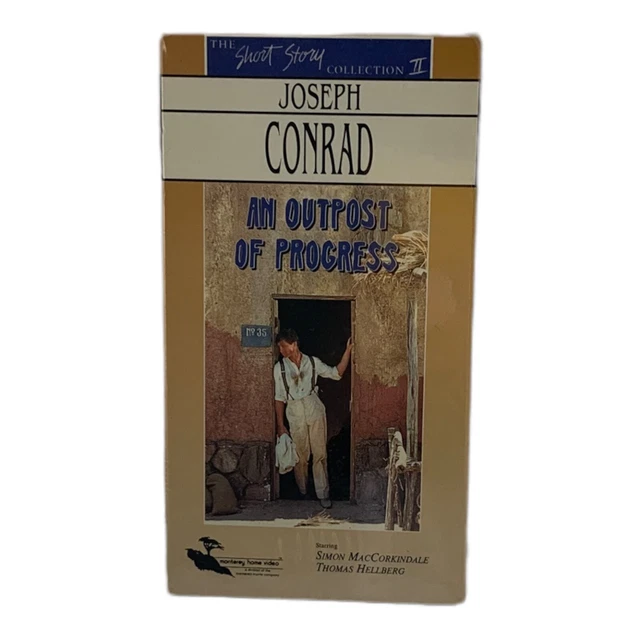 THE Short Story COLLECTION II
JOSEPH
CONRAD
AN OUTPOST
OF PROGRESS
Nº 35
Starring
SIMON MACCORKINDALE
THOMAS HELLBERG
monterey home video